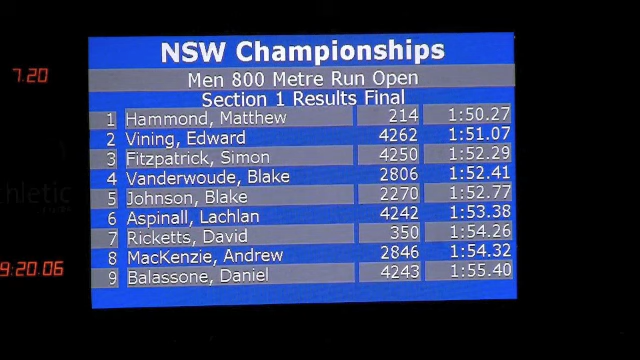 NSW Championships
7.20
Men 800 Metre Run Open
Section 1 Results Final
1 Hammond, Matthew 214 1:50.27
2 Vining, Edward 4262 1:51.07
3 Fitzpatrick, Simon 4250 1:52.29
4 Vanderwoude, Blake 2806 1:52.41
5 Johnson, Blake 2270 1:52.77
6 Aspinall, Lachlan 4242 1:53.38
7 Ricketts, David 350 1:54.26
8 MacKenzie, Andrew 2846 1:54.32
9 Balassone, Daniel 4243 1:55.40
9:20.06